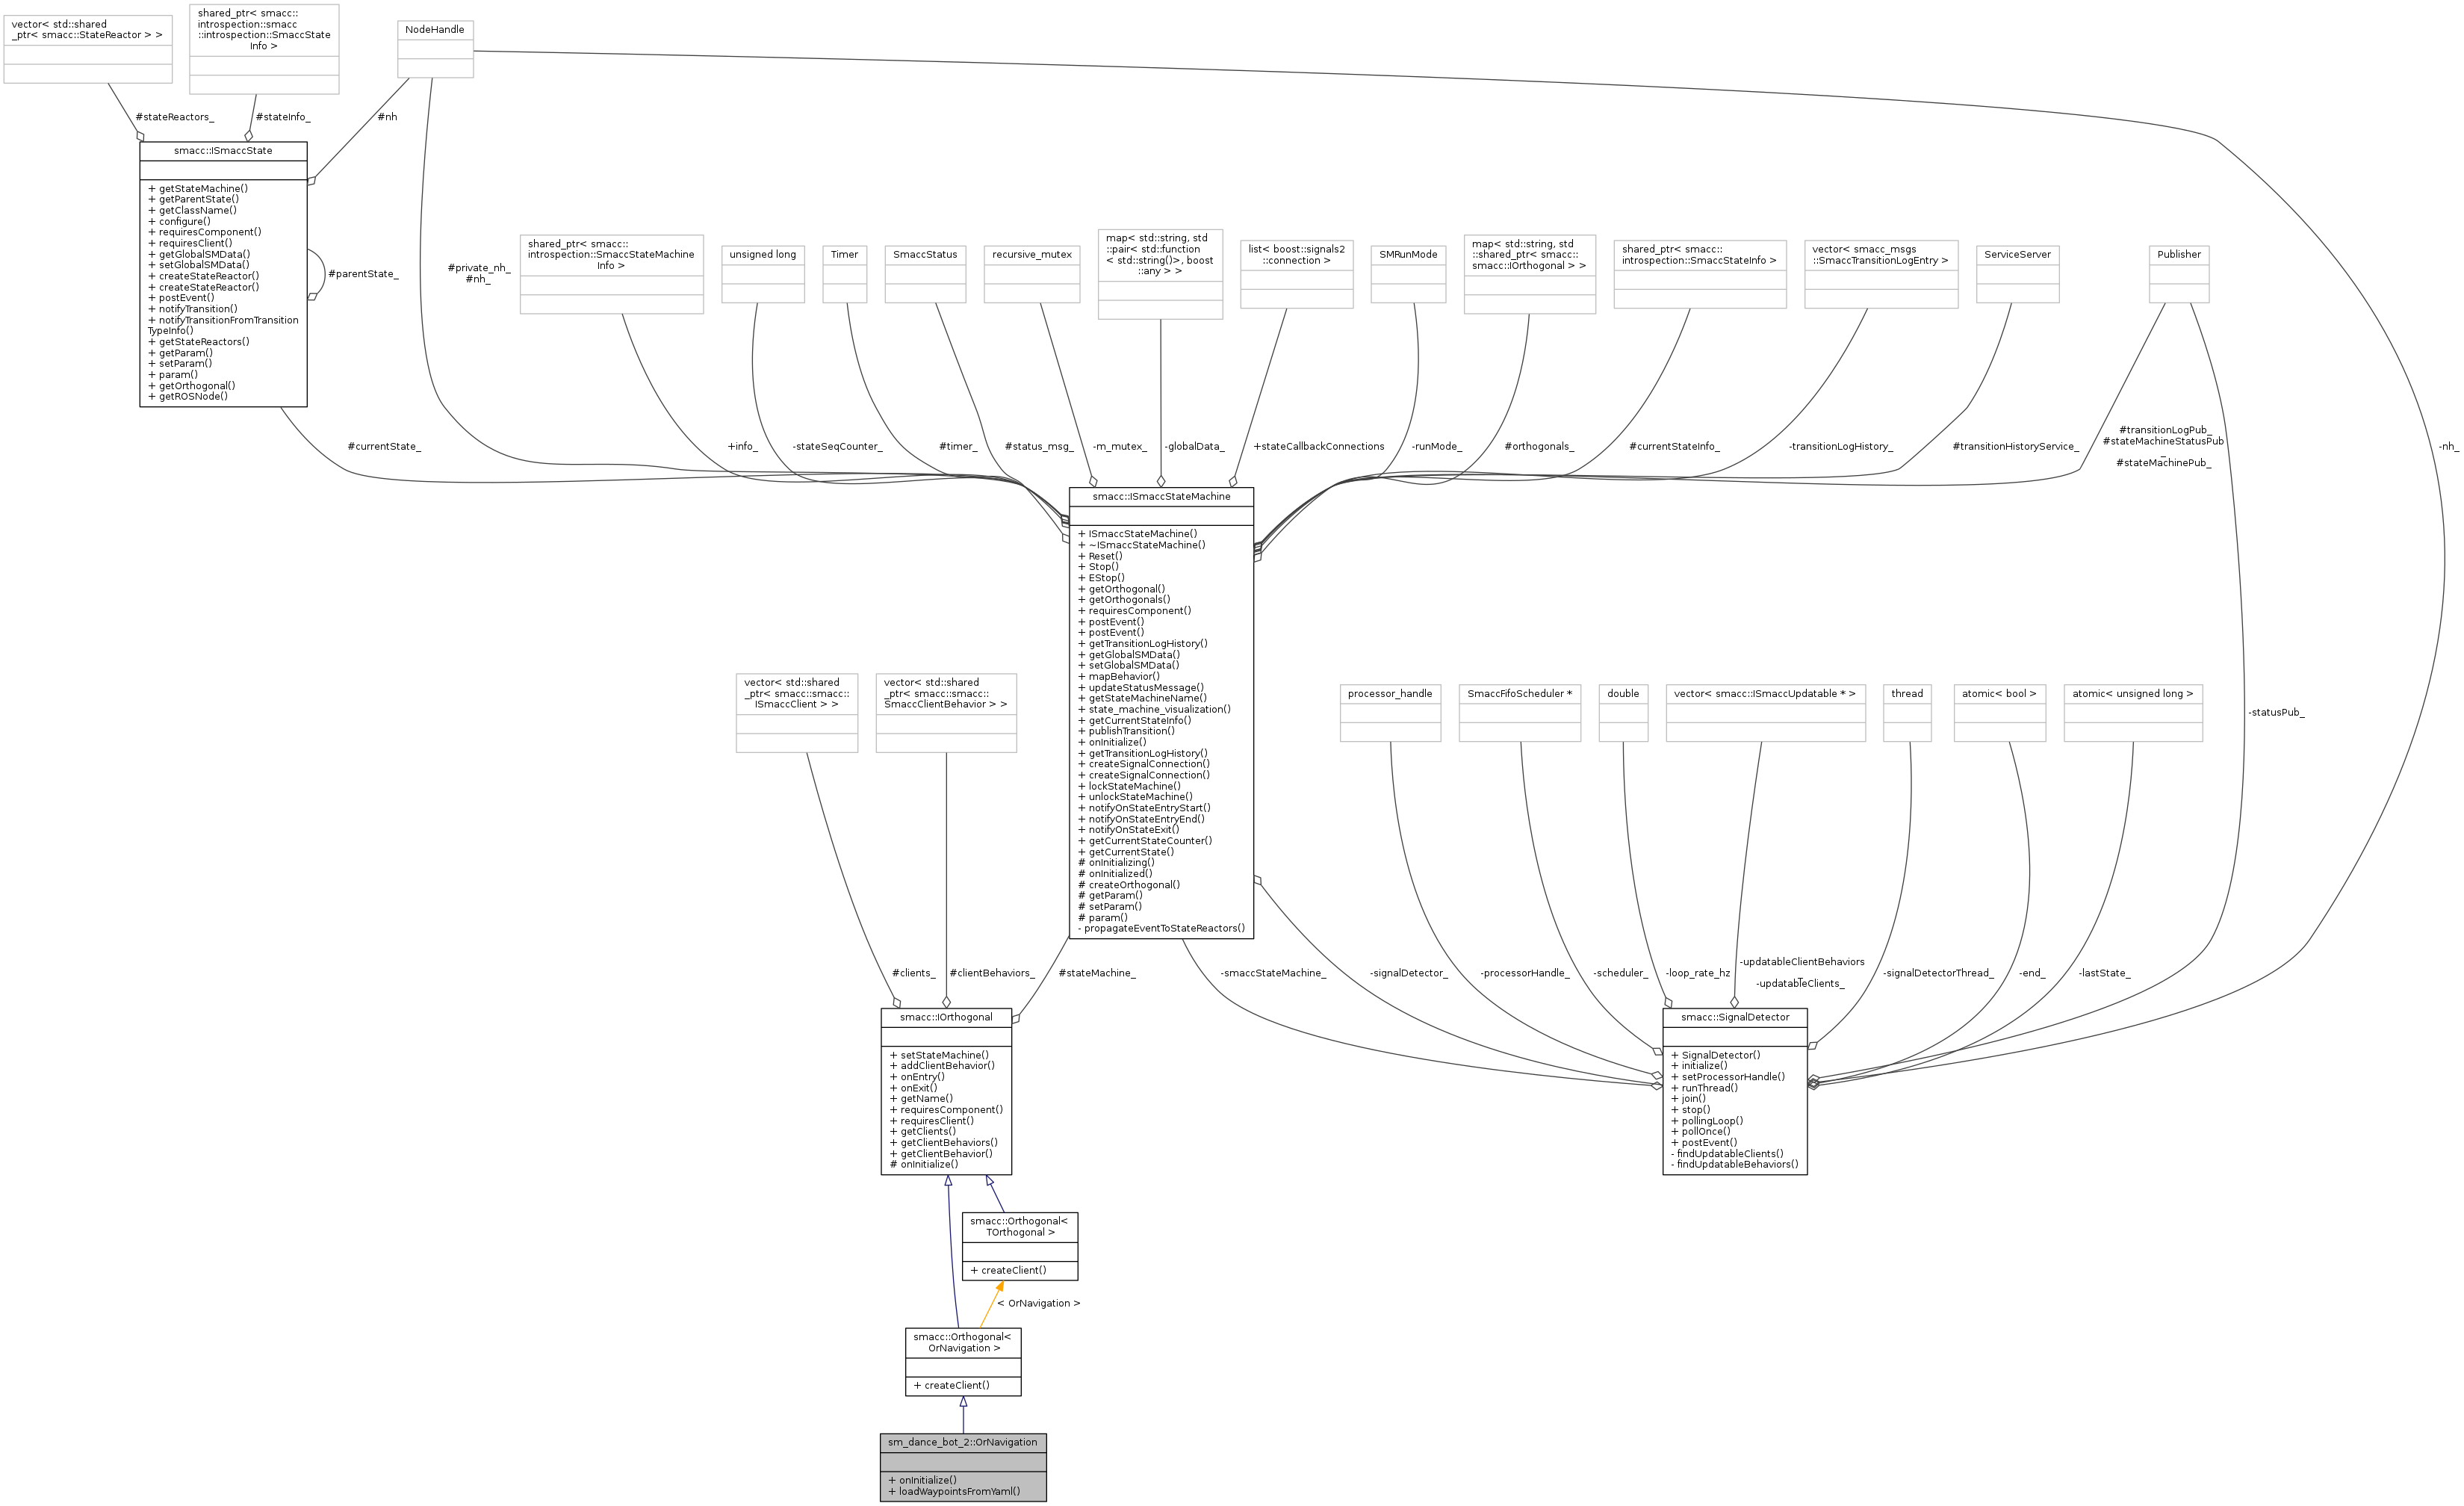 vector< std::shared
_ptr< smacc::StateReactor > >
shared_ptr< smacc::
introspection::smacc
::introspection::SmaccState
Info >
NodeHandle
#stateReactors_
#stateInfo_
#nh
smacc::ISmaccState
+ getStateMachine()
+ getParentState()
+ getClassName()
+ configure()
+ requiresComponent()
+ requiresClient()
+ getGlobalSMData()
+ setGlobalSMData()
+ createStateReactor()
+ createStateReactor()
+ postEvent()
+ notifyTransition()
+ notifyTransitionFromTransition
TypeInfo()
+ getStateReactors()
+ getParam()
+ setParam()
+ param()
+ getOrthogonal()
+ getROSNode()
#parentState_
#private_nh_
#nh_
shared_ptr< smacc::
introspection::SmaccStateMachine
Info >
unsigned long
Timer
SmaccStatus
recursive_mutex
map< std::string, std
::pair< std::function
< std::string()>, boost
::any > >
list< boost::signals2
::connection >
SMRunMode
map< std::string, std
::shared_ptr< smacc::
smacc::IOrthogonal > >
shared_ptr< smacc::
introspection::SmaccStateInfo >
vector< smacc_msgs
::SmaccTransitionLogEntry >
ServiceServer
Publisher
#currentState_
+info_
-stateSeqCounter_
#timer_
#status_msg_
-m_mutex_
-globalData_
+stateCallbackConnections
-runMode_
#orthogonals_
#currentStateInfo_
-transitionLogHistory_
#transitionHistoryService_
#transitionLogPub_
#stateMachineStatusPub
_
#stateMachinePub_
-nh_
smacc::ISmaccStateMachine
+ ISmaccStateMachine()
+ ~ISmaccStateMachine()
+ Reset()
+ Stop()
+ EStop()
+ getOrthogonal()
+ getOrthogonals()
+ requiresComponent()
+ postEvent()
+ postEvent()
+ getTransitionLogHistory()
+ getGlobalSMData()
+ setGlobalSMData()
+ mapBehavior()
+ updateStatusMessage()
+ getStateMachineName()
+ state_machine_visualization()
+ getCurrentStateInfo()
+ publishTransition()
+ onInitialize()
+ getTransitionLogHistory()
+ createSignalConnection()
+ createSignalConnection()
+ lockStateMachine()
+ unlockStateMachine()
+ notifyOnStateEntryStart()
+ notifyOnStateEntryEnd()
+ notifyOnStateExit()
+ getCurrentStateCounter()
+ getCurrentState()
# onInitializing()
# onInitialized()
# createOrthogonal()
# getParam()
# setParam()
# param()
- propagateEventToStateReactors()
vector< std::shared
_ptr< smacc::smacc::
ISmaccClient > >
vector< std::shared
_ptr< smacc::smacc::
SmaccClientBehavior > >
processor_handle
SmaccFifoScheduler *
double
vector< smacc::ISmaccUpdatable * >
thread
atomic< bool >
atomic< unsigned long >
-statusPub_
#clients_
#clientBehaviors_
#stateMachine_
-smaccStateMachine_
-signalDetector_
-processorHandle_
-scheduler_
-loop_rate_hz
-updatableClientBehaviors
_
-updatableClients_
-signalDetectorThread_
-end_
-lastState_
smacc::IOrthogonal
+ setStateMachine()
+ addClientBehavior()
+ onEntry()
+ onExit()
+ getName()
+ requiresComponent()
+ requiresClient()
+ getClients()
+ getClientBehaviors()
+ getClientBehavior()
# onInitialize()
smacc::SignalDetector
+ SignalDetector()
+ initialize()
+ setProcessorHandle()
+ runThread()
+ join()
+ stop()
+ pollingLoop()
+ pollOnce()
+ postEvent()
- findUpdatableClients()
- findUpdatableBehaviors()
smacc::Orthogonal<
TOrthogonal >
+ createClient()
< OrNavigation >
smacc::Orthogonal<
OrNavigation >
+ createClient()
sm_dance_bot_2::OrNavigation
+ onInitialize()
+ loadWaypointsFromYaml()